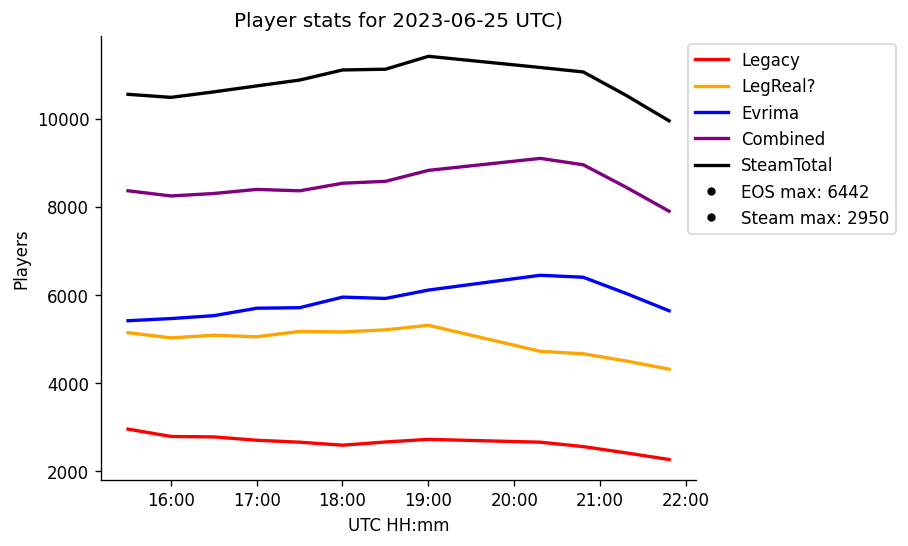 Player stats for 2023-06-25 UTC)
Legacy
LegReal?
Evrima
Combined
SteamTotal
EOS max: 6442
Steam max: 2950
Players
10000
8000
6000
4000
2000
16:00 17:00 18:00 19:00 20:00 21:00 22:00
UTC HH:mm